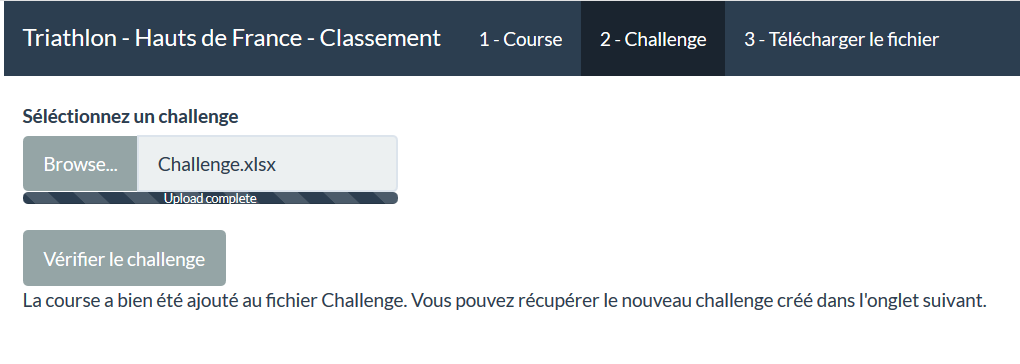 Triathlon - Hauts de France - Classement 1 - Course 2 - Challenge 3 - Télécharger le fichier
Séléctionnez un challenge
Browse... Challenge.xlsx
Upload complete
Vérifier le challenge
La course a bien été ajouté au fichier Challenge. Vous pouvez récupérer le nouveau challenge créé dans l'onglet suivant.